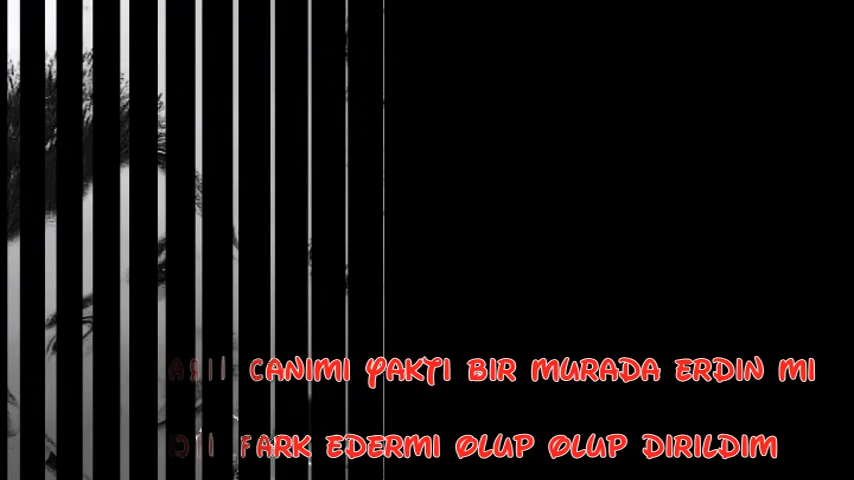 CANIMI YAKTI BIR MURADA ERDIN MI
FARK EDERMI OLUP OLUP DIRILDIM